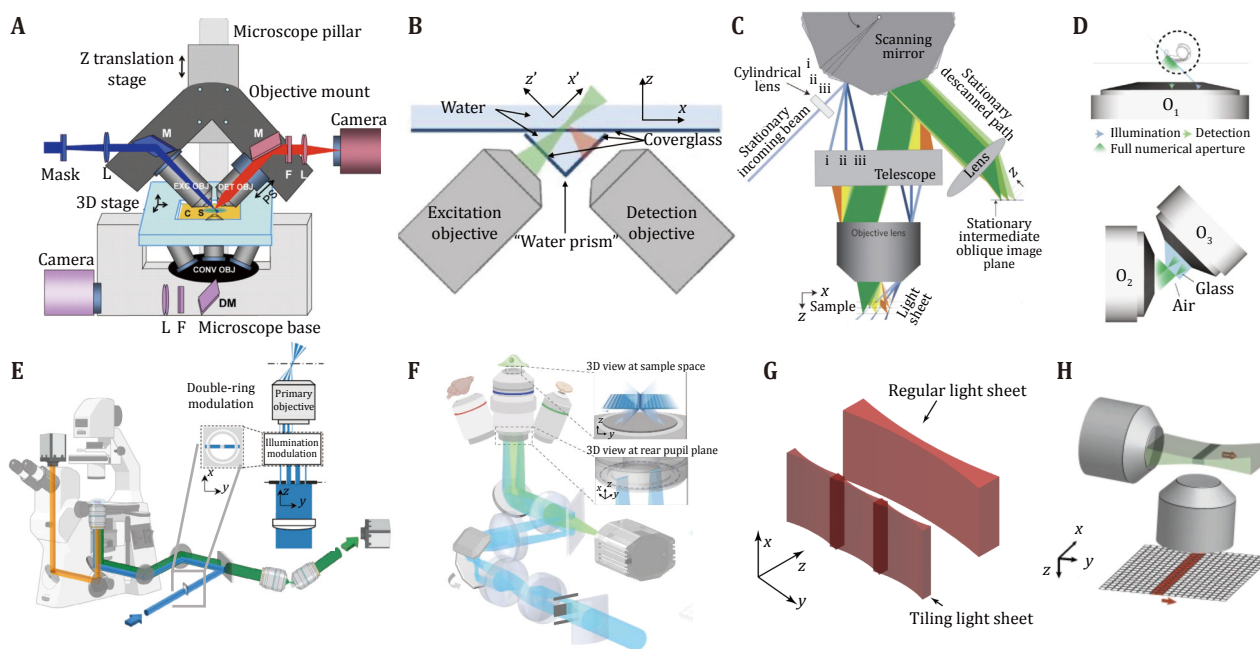 A
Microscope pillar
Z translation
stage
Objective mount
Camera
M
M
Mask
L
F
L
EXC OBJ
DET OBJ
PS
3D stage
C
S
Camera
CONV OBJ
DM
L
F
Microscope base
B
z’
x’
z
x
Water
Coverglass
Excitation
objective
Detection
objective
“Water prism”
C
Scanning
mirror
i
ii
iii
Cylindrical
lens
Stationary
incoming beam
Stationary
descanned path
i
ii
iii
Telescope
Lens
z
Stationary
intermediate
oblique image
plane
Objective lens
x
z
Sample
Light
sheet
D
O1
Illumination
Detection
Full numerical aperture
O2
O3
Glass
Air
E
Double-ring
modulation
Primary
objective
Illumination
modulation
x
y
z
y
F
3D view at sample space
z
y
3D view at rear pupil plane
x
z
y
G
Regular light sheet
x
z
y
Tiling light sheet
H
x
y
z